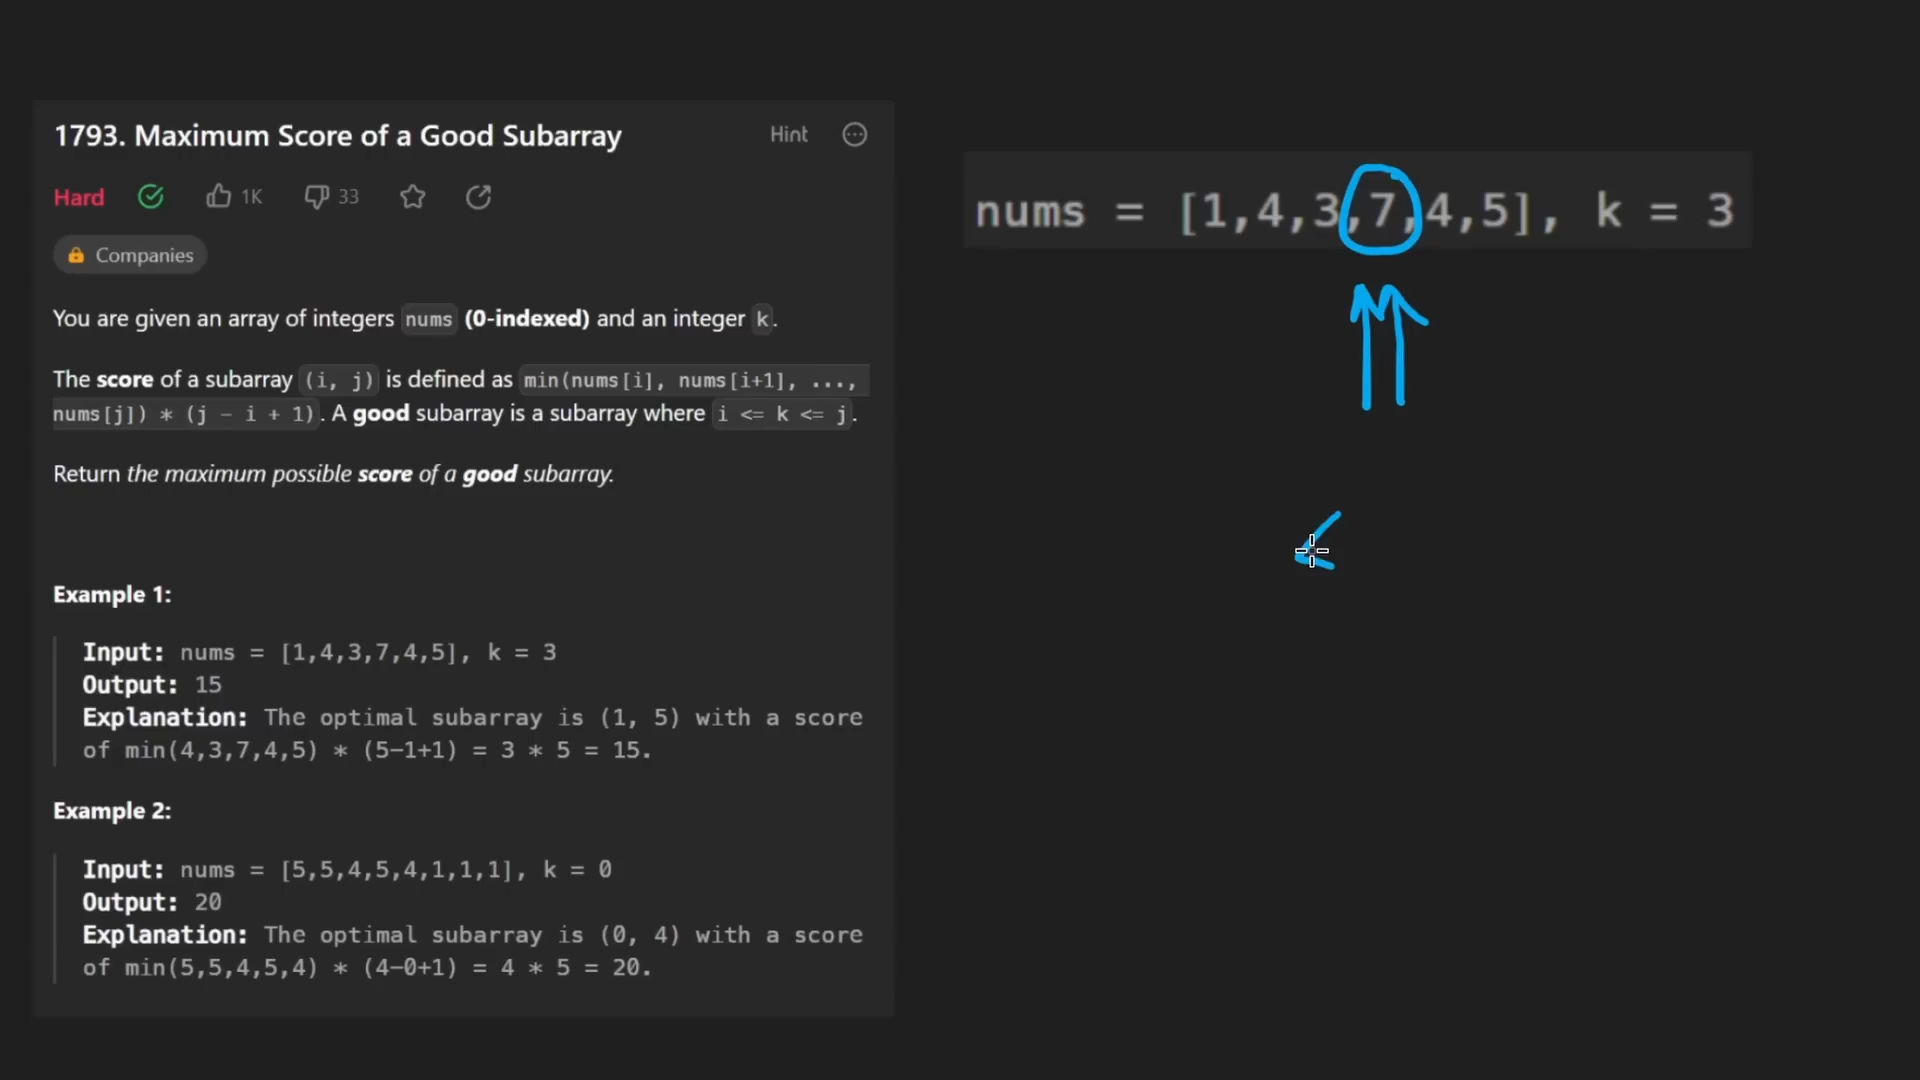 1793. Maximum Score of a Good Subarray
Hint
Hard 1K 33
Companies
You are given an array of integers nums (0-indexed) and an integer k.
The score of a subarray (i, j) is defined as min(nums[i], nums[i+1], ...,
nums[j]) * (j - i + 1). A good subarray is a subarray where i <= k <= j.
Return the maximum possible score of a good subarray.
Example 1:
Input: nums = [1,4,3,7,4,5], k = 3
Output: 15
Explanation: The optimal subarray is (1, 5) with a score
of min(4,3,7,4,5) * (5-1+1) = 3 * 5 = 15.
Example 2:
Input: nums = [5,5,4,5,4,1,1,1], k = 0
Output: 20
Explanation: The optimal subarray is (0, 4) with a score
of min(5,5,4,5,4) * (4-0+1) = 4 * 5 = 20.
nums = [1,4,3,7,4,5], k = 3